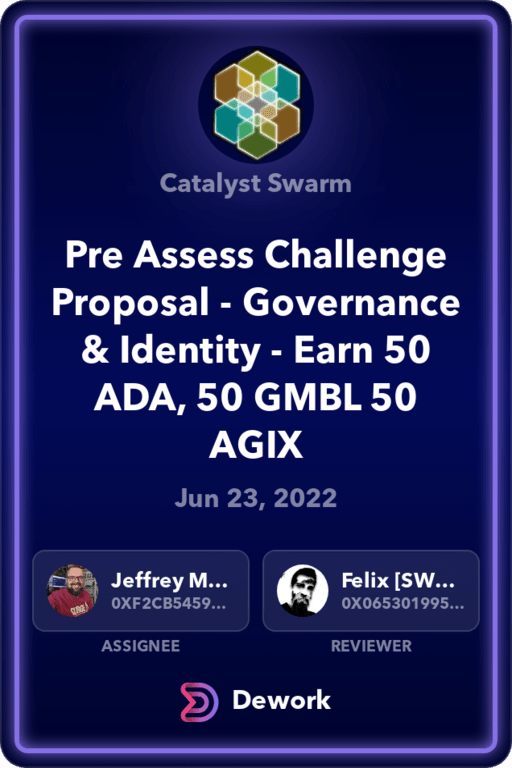 Catalyst Swarm
Pre Assess Challenge
Proposal - Governance
& Identity - Earn 50
ADA, 50 GMBL 50
AGIX
Jun 23, 2022
Jeffrey M...
0XF2CB5459...
Felix [SW...
0X065301995...
ASSIGNEE
REVIEWER
Dework